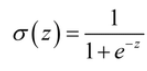 σ(z) = 1 / (1 + e^{-z})